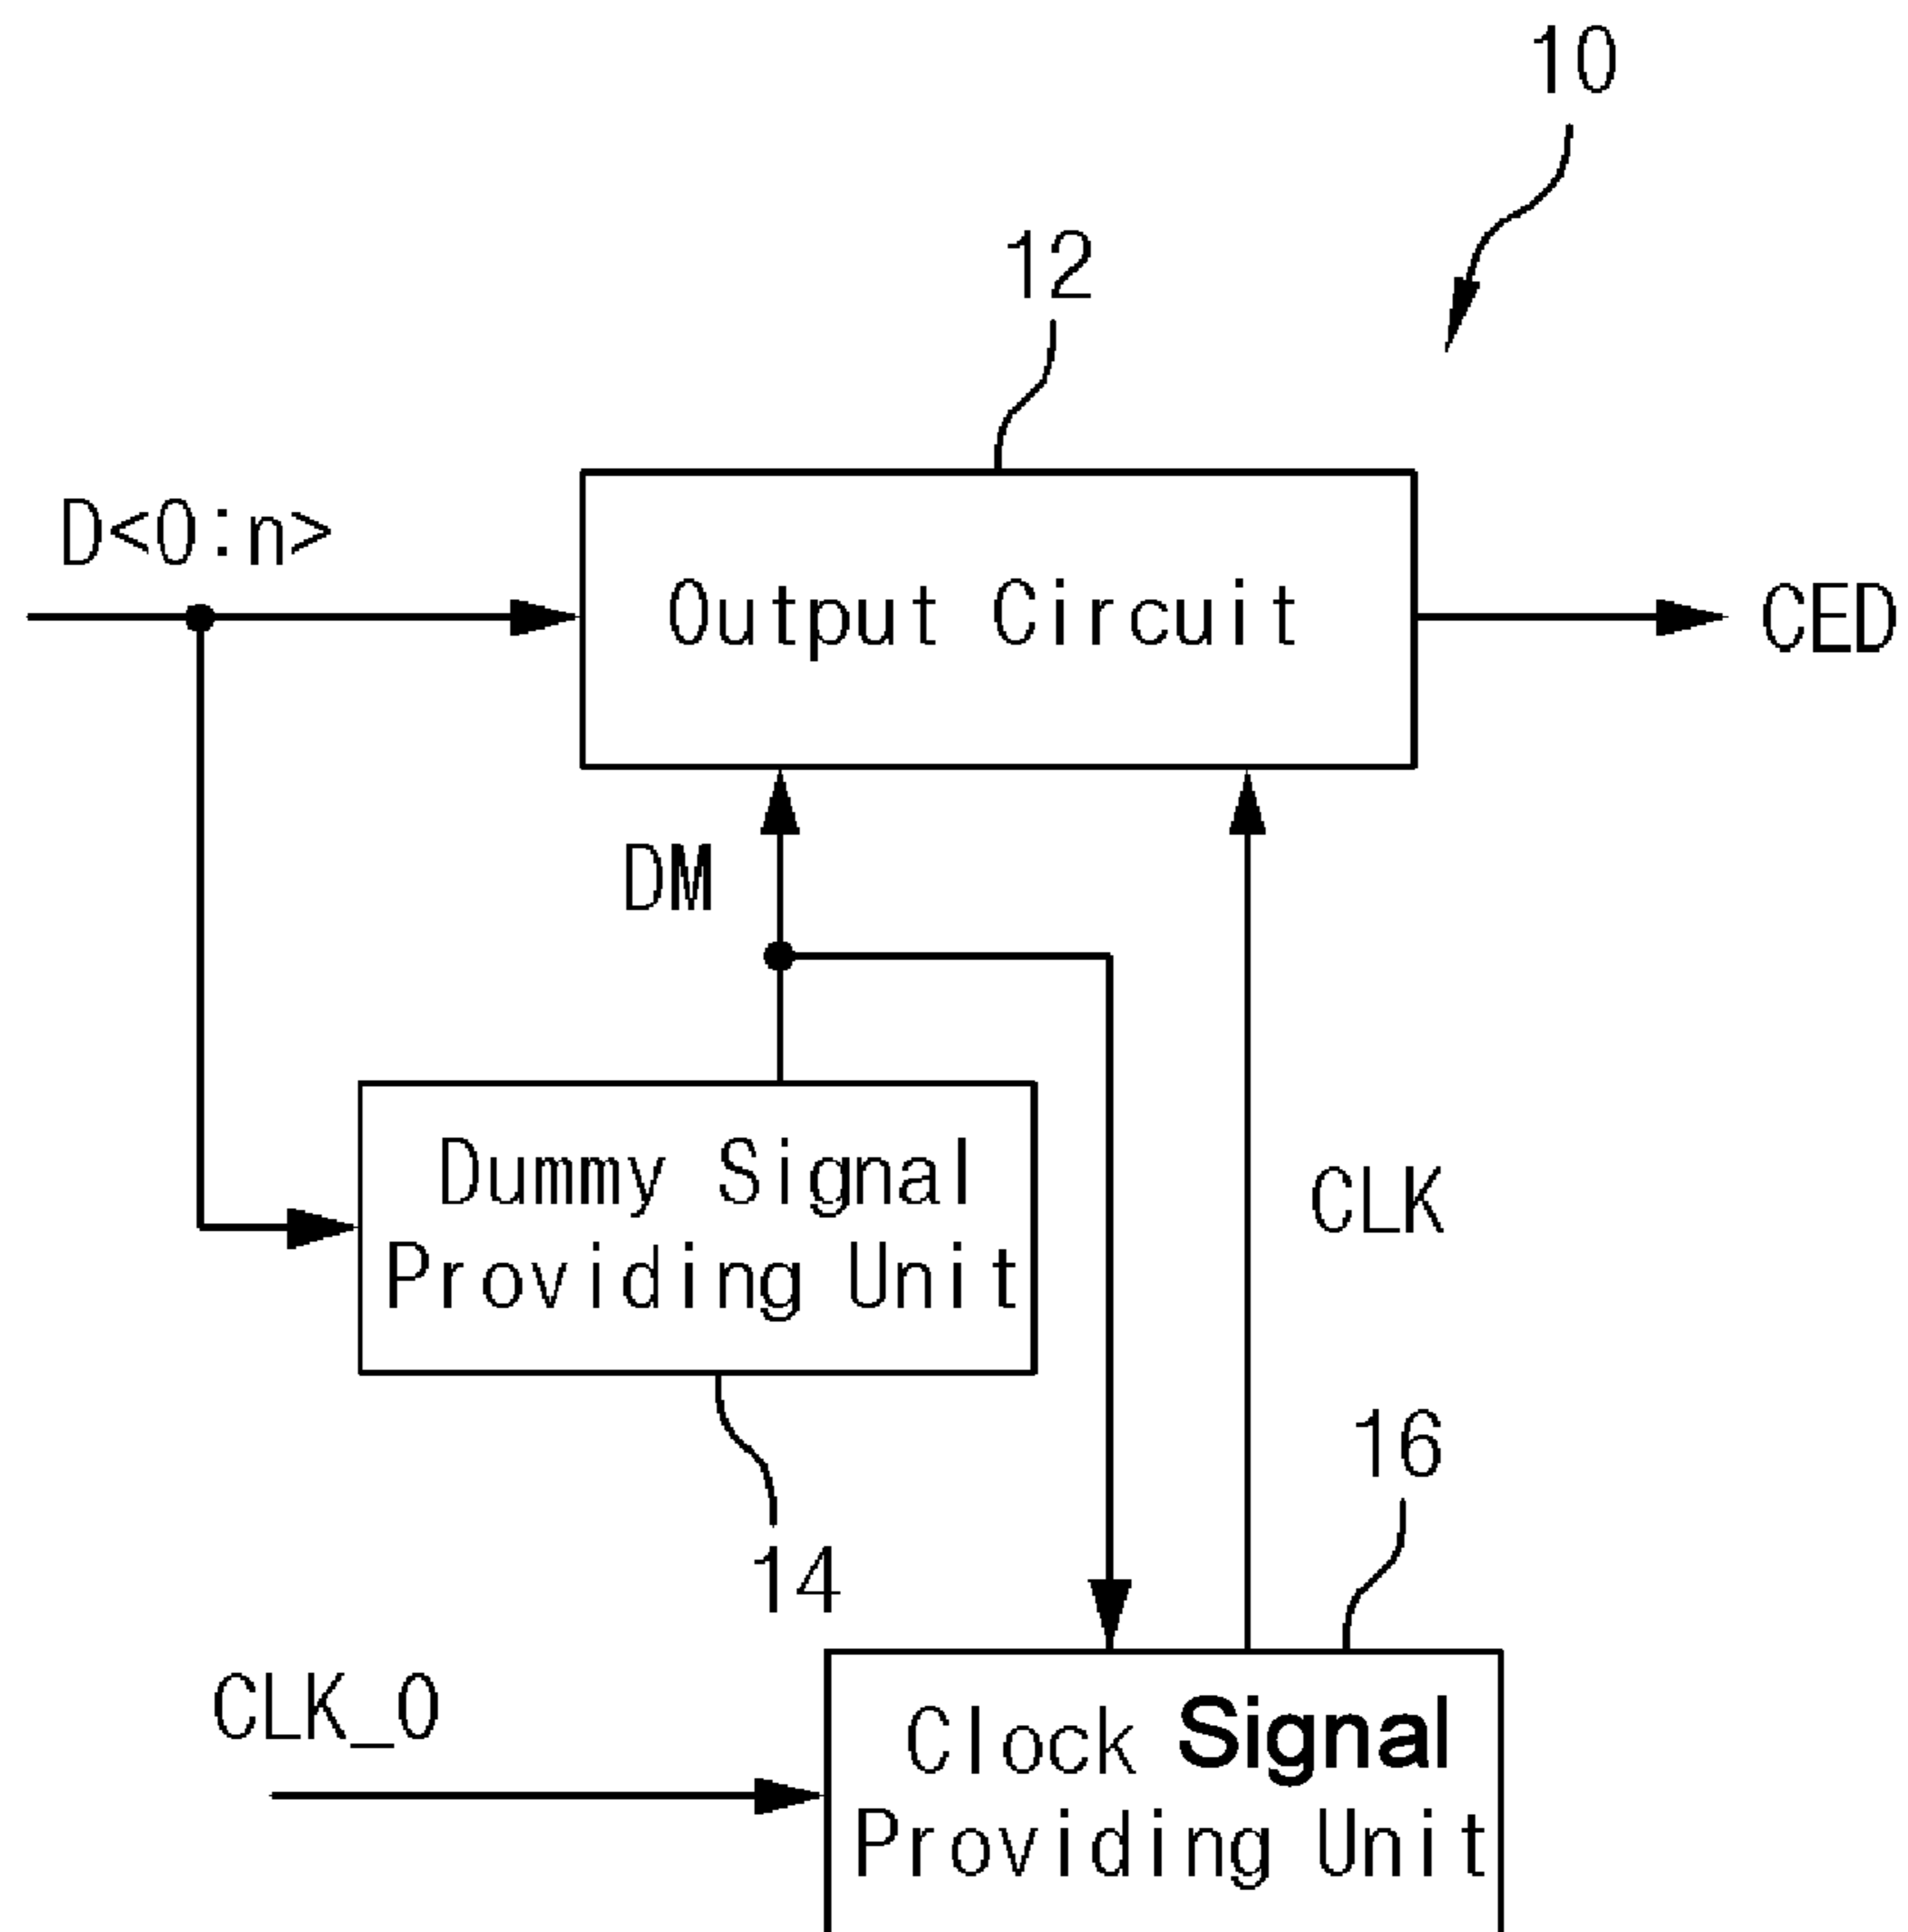 10
12
D<0:n>
Output Circuit
CED
DM
Dummy Signal
Providing Unit
CLK
16
14
CLK_0
Clock Signal
Providing Unit